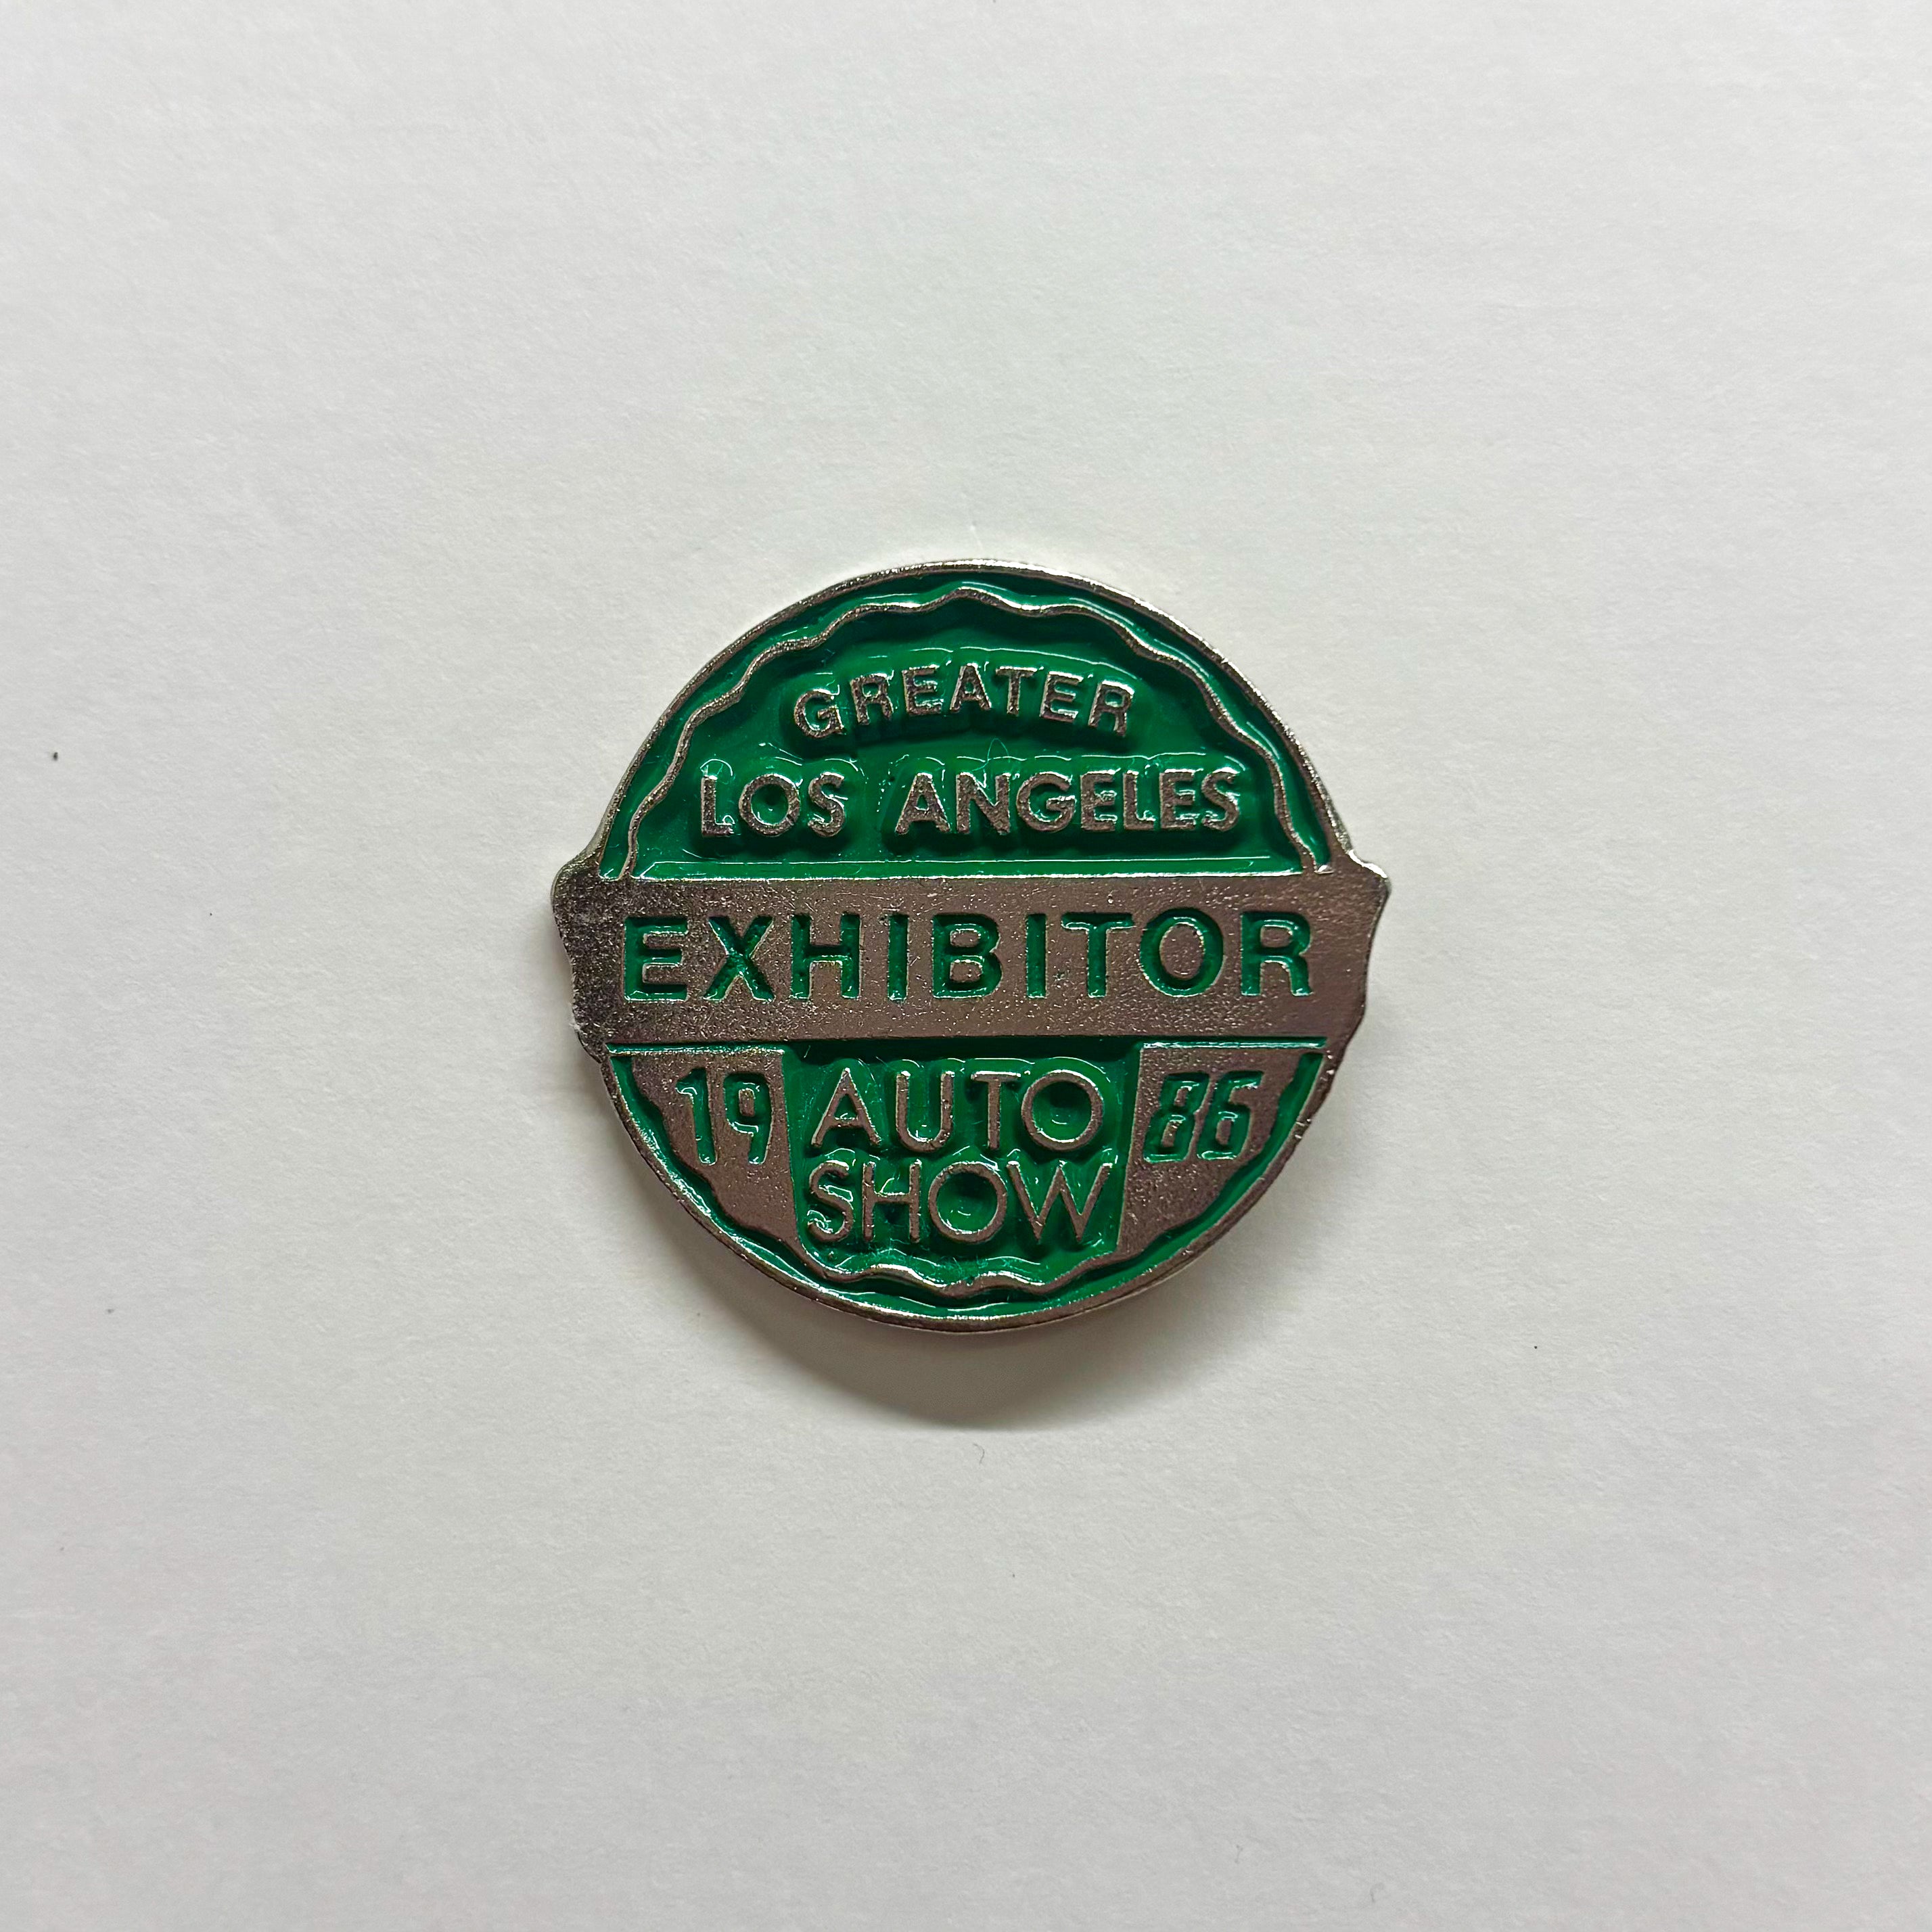 GREATER
LOS ANGELES
EXHIBITOR
19 AUTO 86
SHOW